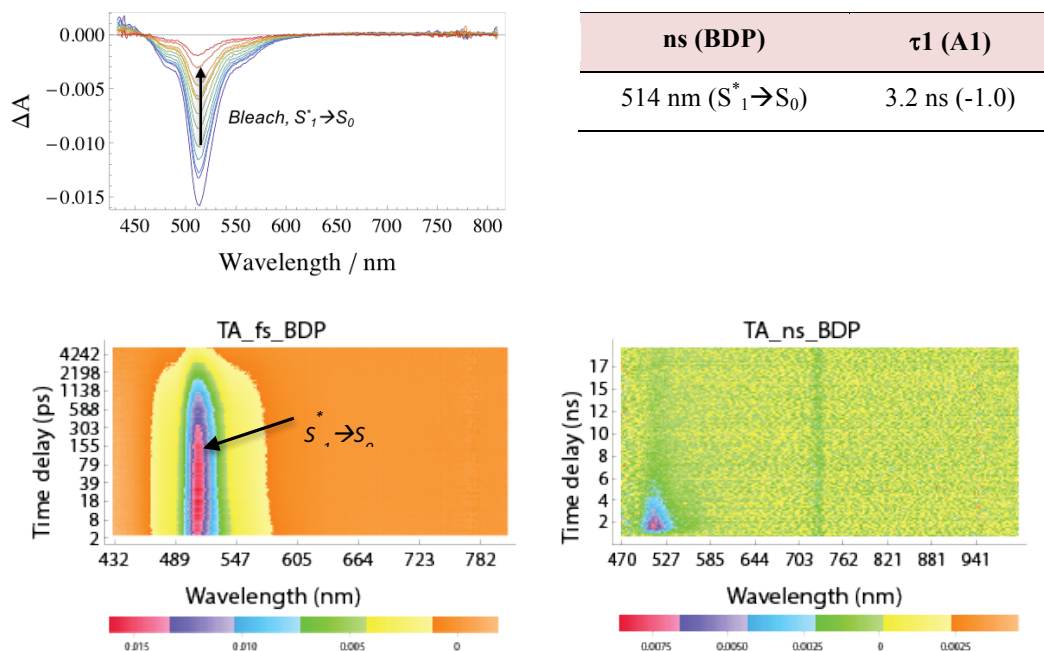 0.000
−0.005
−0.010
−0.015
ΔA
Bleach, S*1→S0
450 500 550 600 650 700 750 800
Wavelength / nm
ns (BDP) τ1 (A1)
514 nm (S*1→S0) 3.2 ns (-1.0)
TA_fs_BDP
4242
2198
1138
588
303
155
79
39
18
8
2
Time delay (ps)
S*1→S0
432 489 547 605 663 723 782
Wavelength (nm)
0.015 0.010 0.005 0
TA_ns_BDP
17
15
12
10
8
6
4
2
Time delay (ns)
470 527 585 644 703 762 821 881 941
Wavelength (nm)
0.0075 0.0050 0.0025 0 0.0025